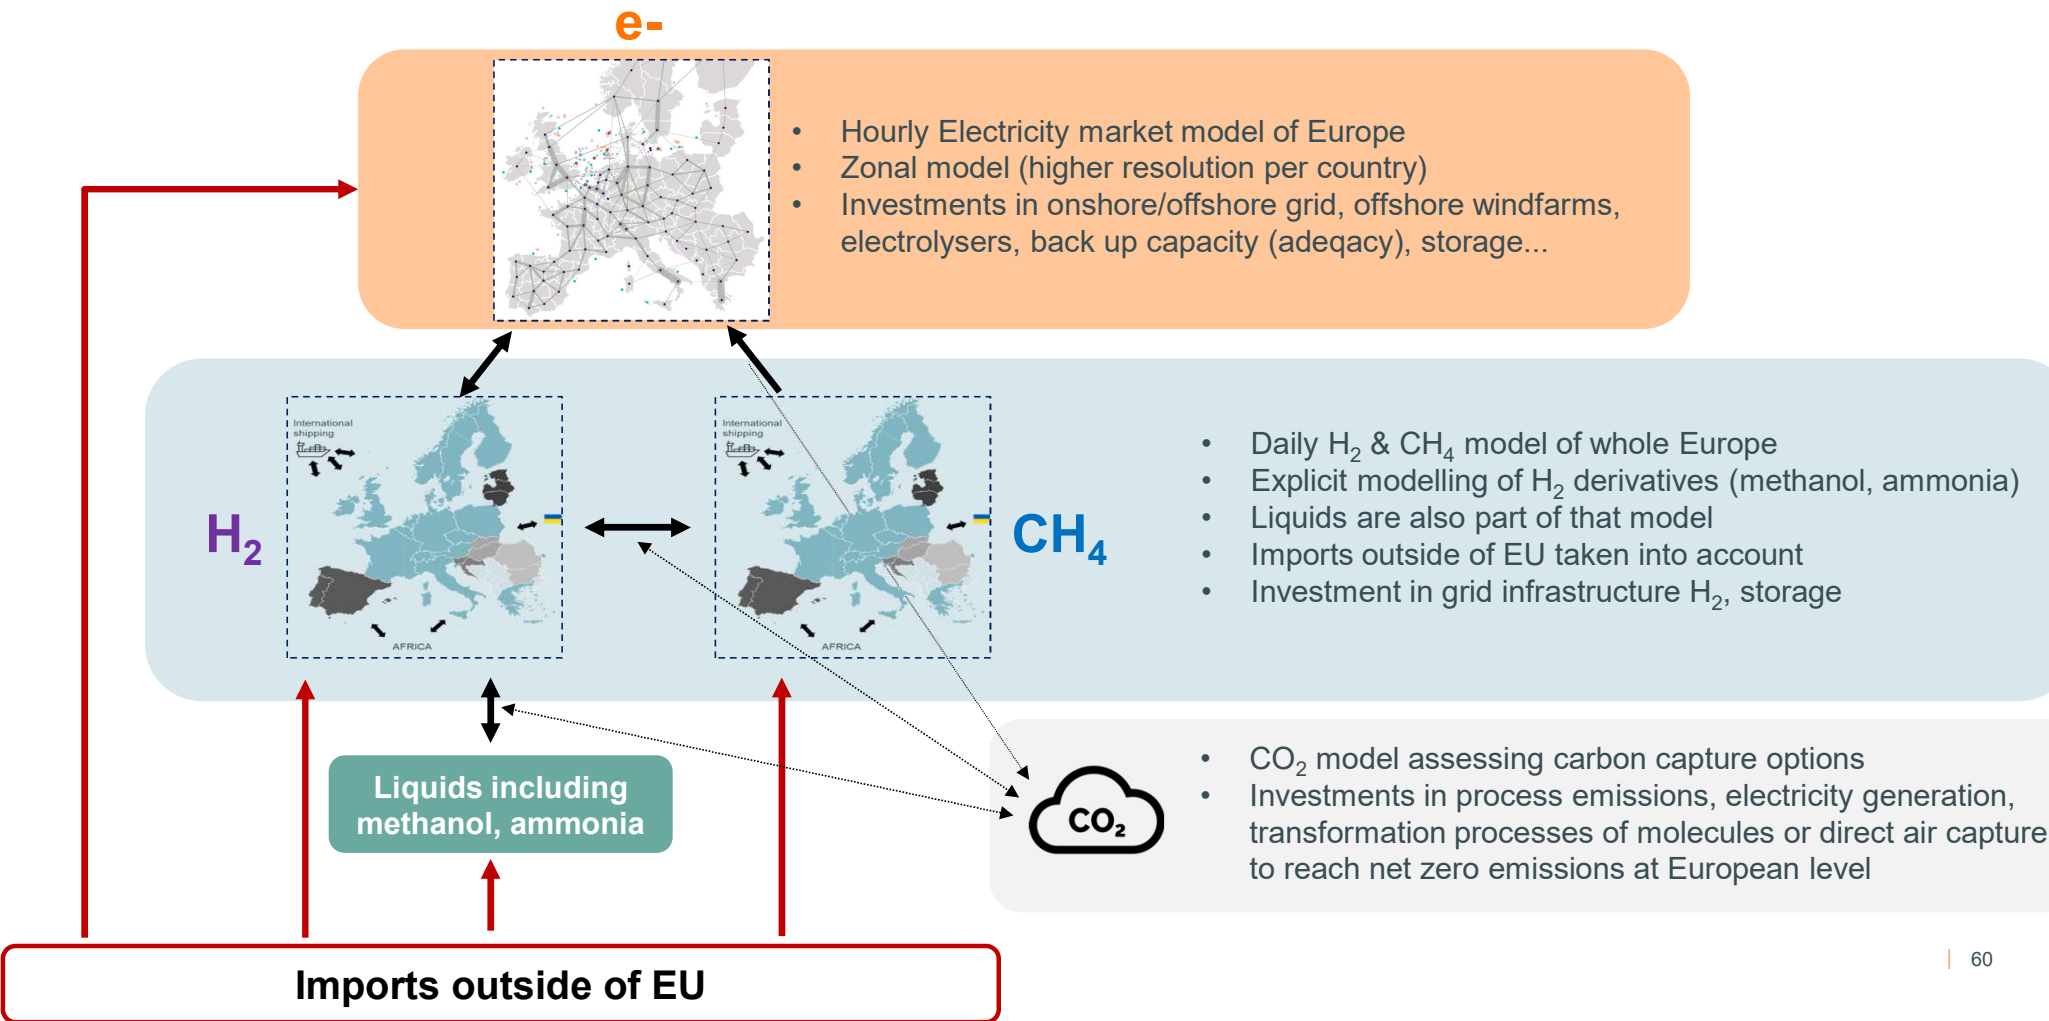 e-
• Hourly Electricity market model of Europe
• Zonal model (higher resolution per country)
• Investments in onshore/offshore grid, offshore windfarms,
electrolysers, back up capacity (adeqacy), storage...
International
shipping
AFRICA
H₂
International
shipping
AFRICA
CH₄
• Daily H₂ & CH₄ model of whole Europe
• Explicit modelling of H₂ derivatives (methanol, ammonia)
• Liquids are also part of that model
• Imports outside of EU taken into account
• Investment in grid infrastructure H₂, storage
Liquids including
methanol, ammonia
CO₂
• CO₂ model assessing carbon capture options
• Investments in process emissions, electricity generation,
transformation processes of molecules or direct air capture
to reach net zero emissions at European level
Imports outside of EU
60